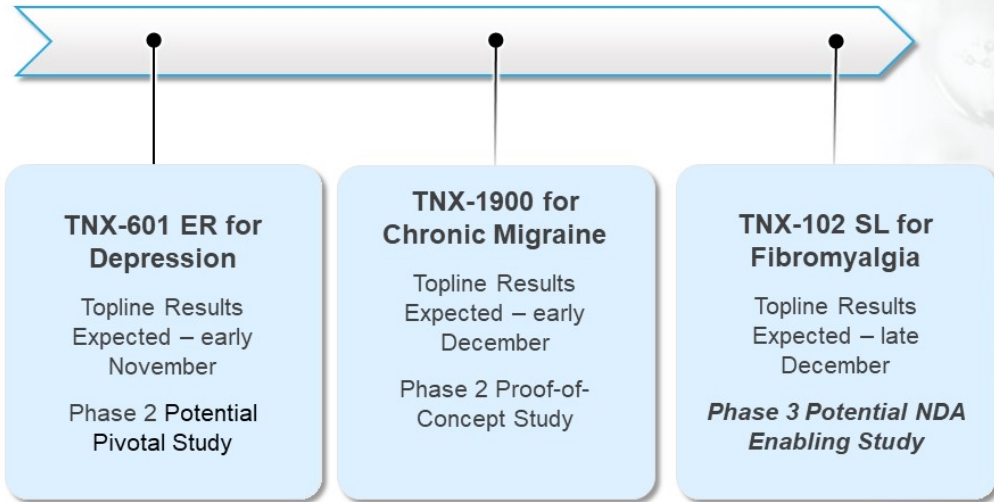 TNX-601 ER for
Depression
Topline Results
Expected – early
November
Phase 2 Potential
Pivotal Study
TNX-1900 for
Chronic Migraine
Topline Results
Expected – early
December
Phase 2 Proof-of-
Concept Study
TNX-102 SL for
Fibromyalgia
Topline Results
Expected – late
December
Phase 3 Potential NDA
Enabling Study